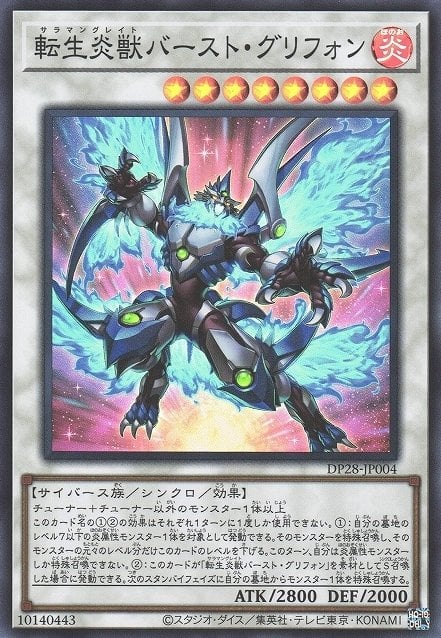 サラマングレイト
転生炎獣バースト・グリフォン
ほのお
炎
DP28-JP004
【サイバース族/シンクロ/効果】
チューナー+チューナー以外のモンスター1体以上
このカード名の①②の効果はそれぞれ1ターンに1度しか使用できない。①:自分の墓地の
レベル7以下の炎属性モンスター1体を対象として発動できる。そのモンスターを特殊召喚し、その
モンスターの元々のレベル分だけこのカードのレベルを下げる。このターン、自分は炎属性モンスター
しか特殊召喚できない。②:このカードが「転生炎獣バースト・グリフォン」を素材としてS召喚
した場合に発動できる。次のスタンバイフェイズに自分の墓地からモンスター1体を特殊召喚する。
ATK/2800 DEF/2000
10140443
©スタジオ・ダイス/集英社・テレビ東京・KONAMI